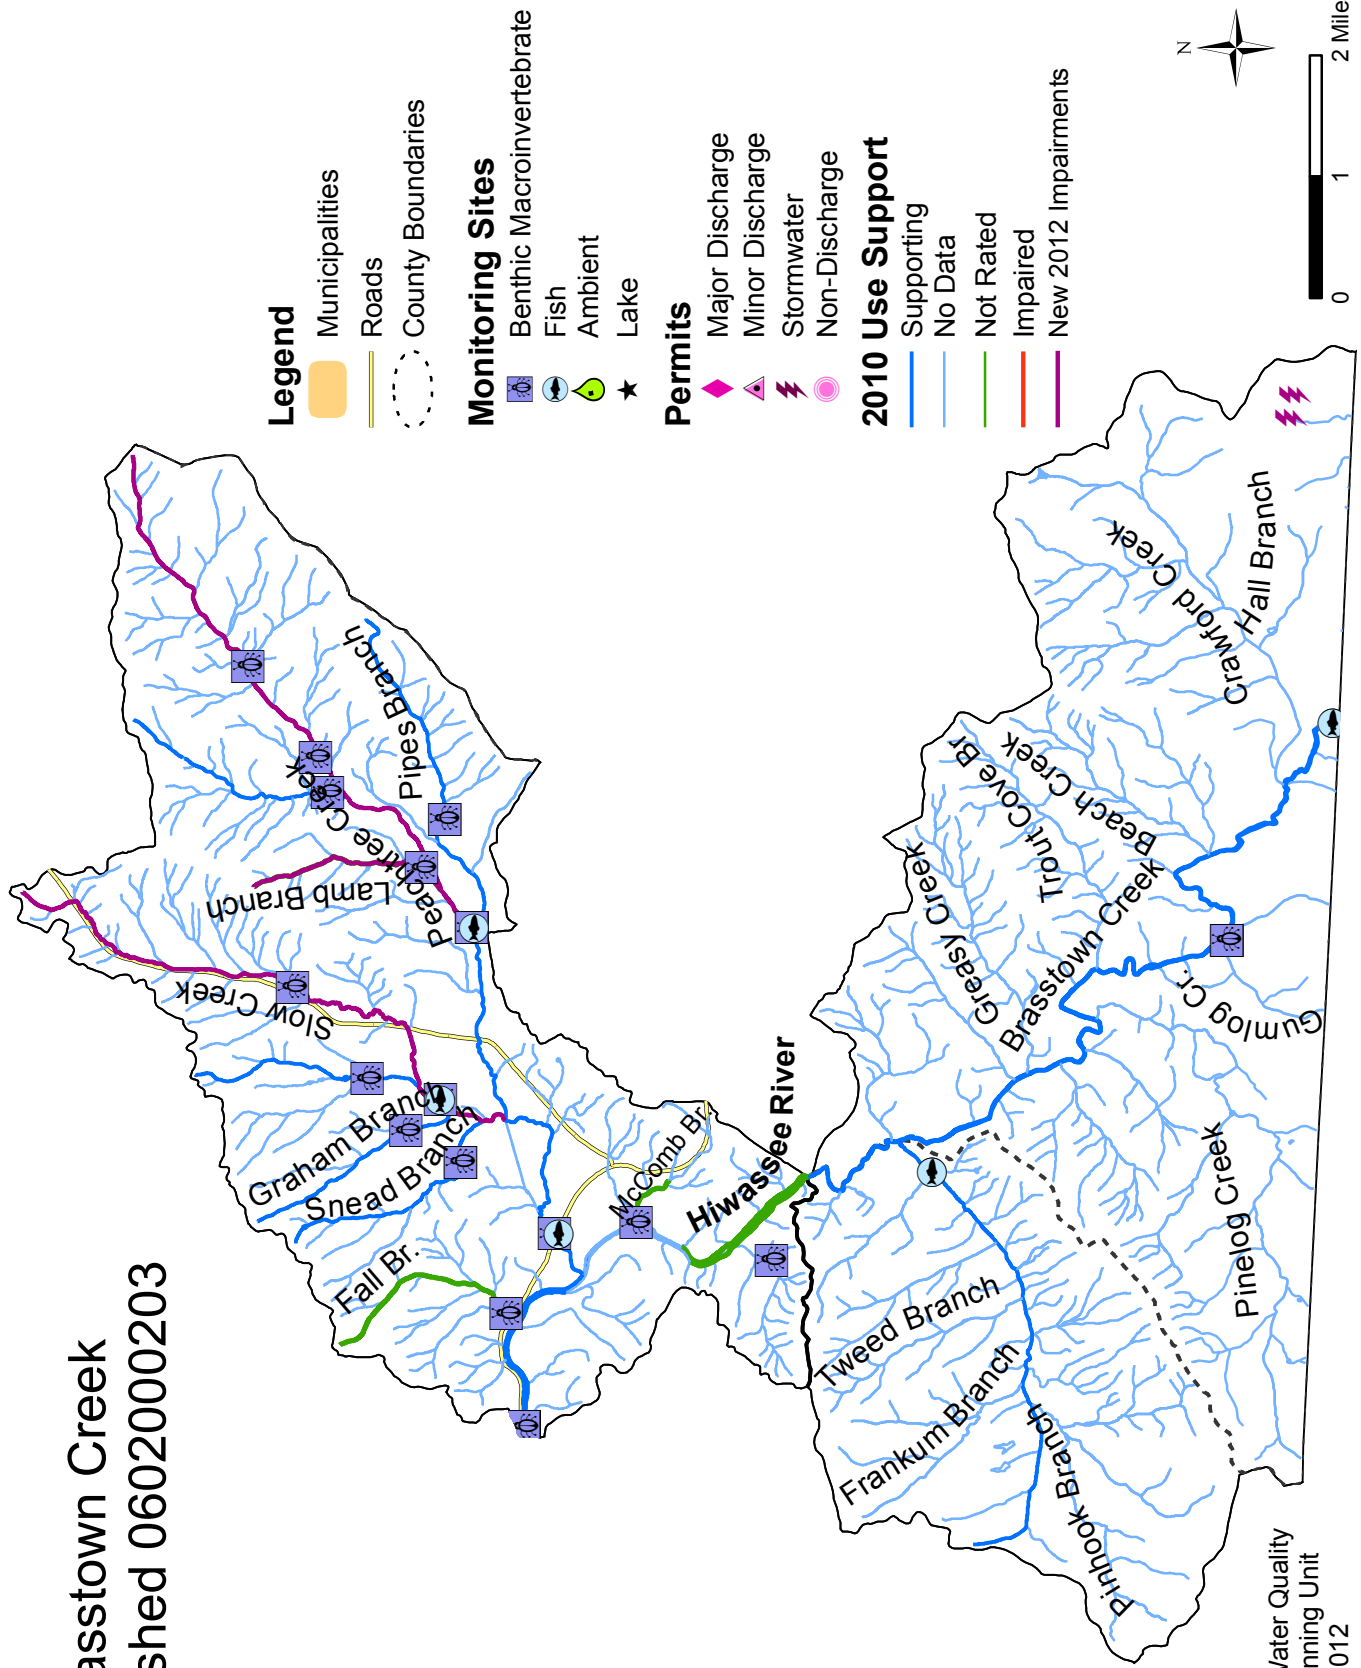 asstown Creek
shed 0602000203
Legend
Municipalities
Roads
County Boundaries
Monitoring Sites
Benthic Macroinvertebrate
Fish
Ambient
Lake
Permits
Major Discharge
Minor Discharge
Stormwater
Non-Discharge
2010 Use Support
Supporting
No Data
Not Rated
Impaired
New 2012 Impairments
N
0 1 2 Mile
Peachtree Creek
Pipes Branch
Lamb Branch
Slow Creek
Graham Branch
Snead Branch
Fall Br.
McComb Br.
Hiwassee River
Greasy Creek
Trout Cove Br
Beach Creek
Brasstown Creek
Crawford Creek
Hall Branch
Gumlog Cr.
Pinelog Creek
Tweed Branch
Frankum Branch
Pinhook Branch
Water Quality
nning Unit
012